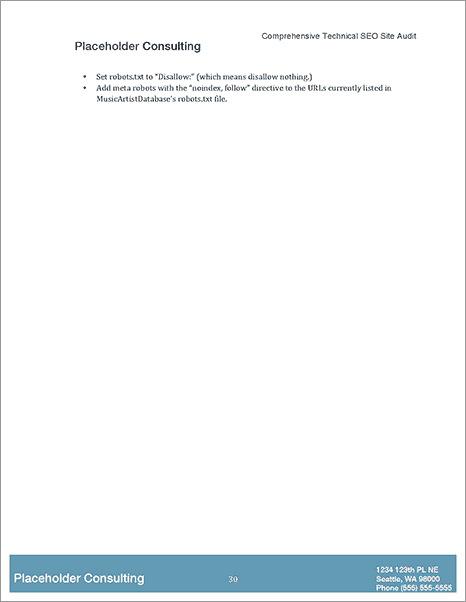 Comprehensive Technical SEO Site Audit
Placeholder Consulting
• Set robots.txt to "Disallow:" (which means disallow nothing.)
• Add meta robots with the "noindex, follow" directive to the URLs currently listed in
MusicArtistDatabase's robots.txt file.
1234 123th PL NE
Placeholder Consulting 30 Seattle, WA 98000
Phone (555) 555-5555